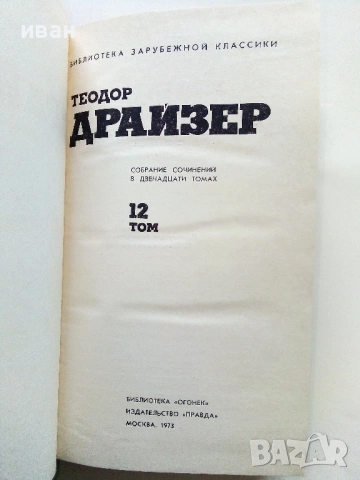 иван
БИБЛИОТЕКА ЗАРУБЕЖНОЙ КЛАССИКИ
ТЕОДОР
ДРАЙЗЕР
СОБРАНИЕ СОЧИНЕНИЙ
В ДВЕНАДЦАТИ ТОМАХ
12
ТОМ
БИБЛИОТЕКА «ОГОНЕК»
ИЗДАТЕЛЬСТВО «ПРАВДА»
МОСКВА. 1973
BAZAR
bg